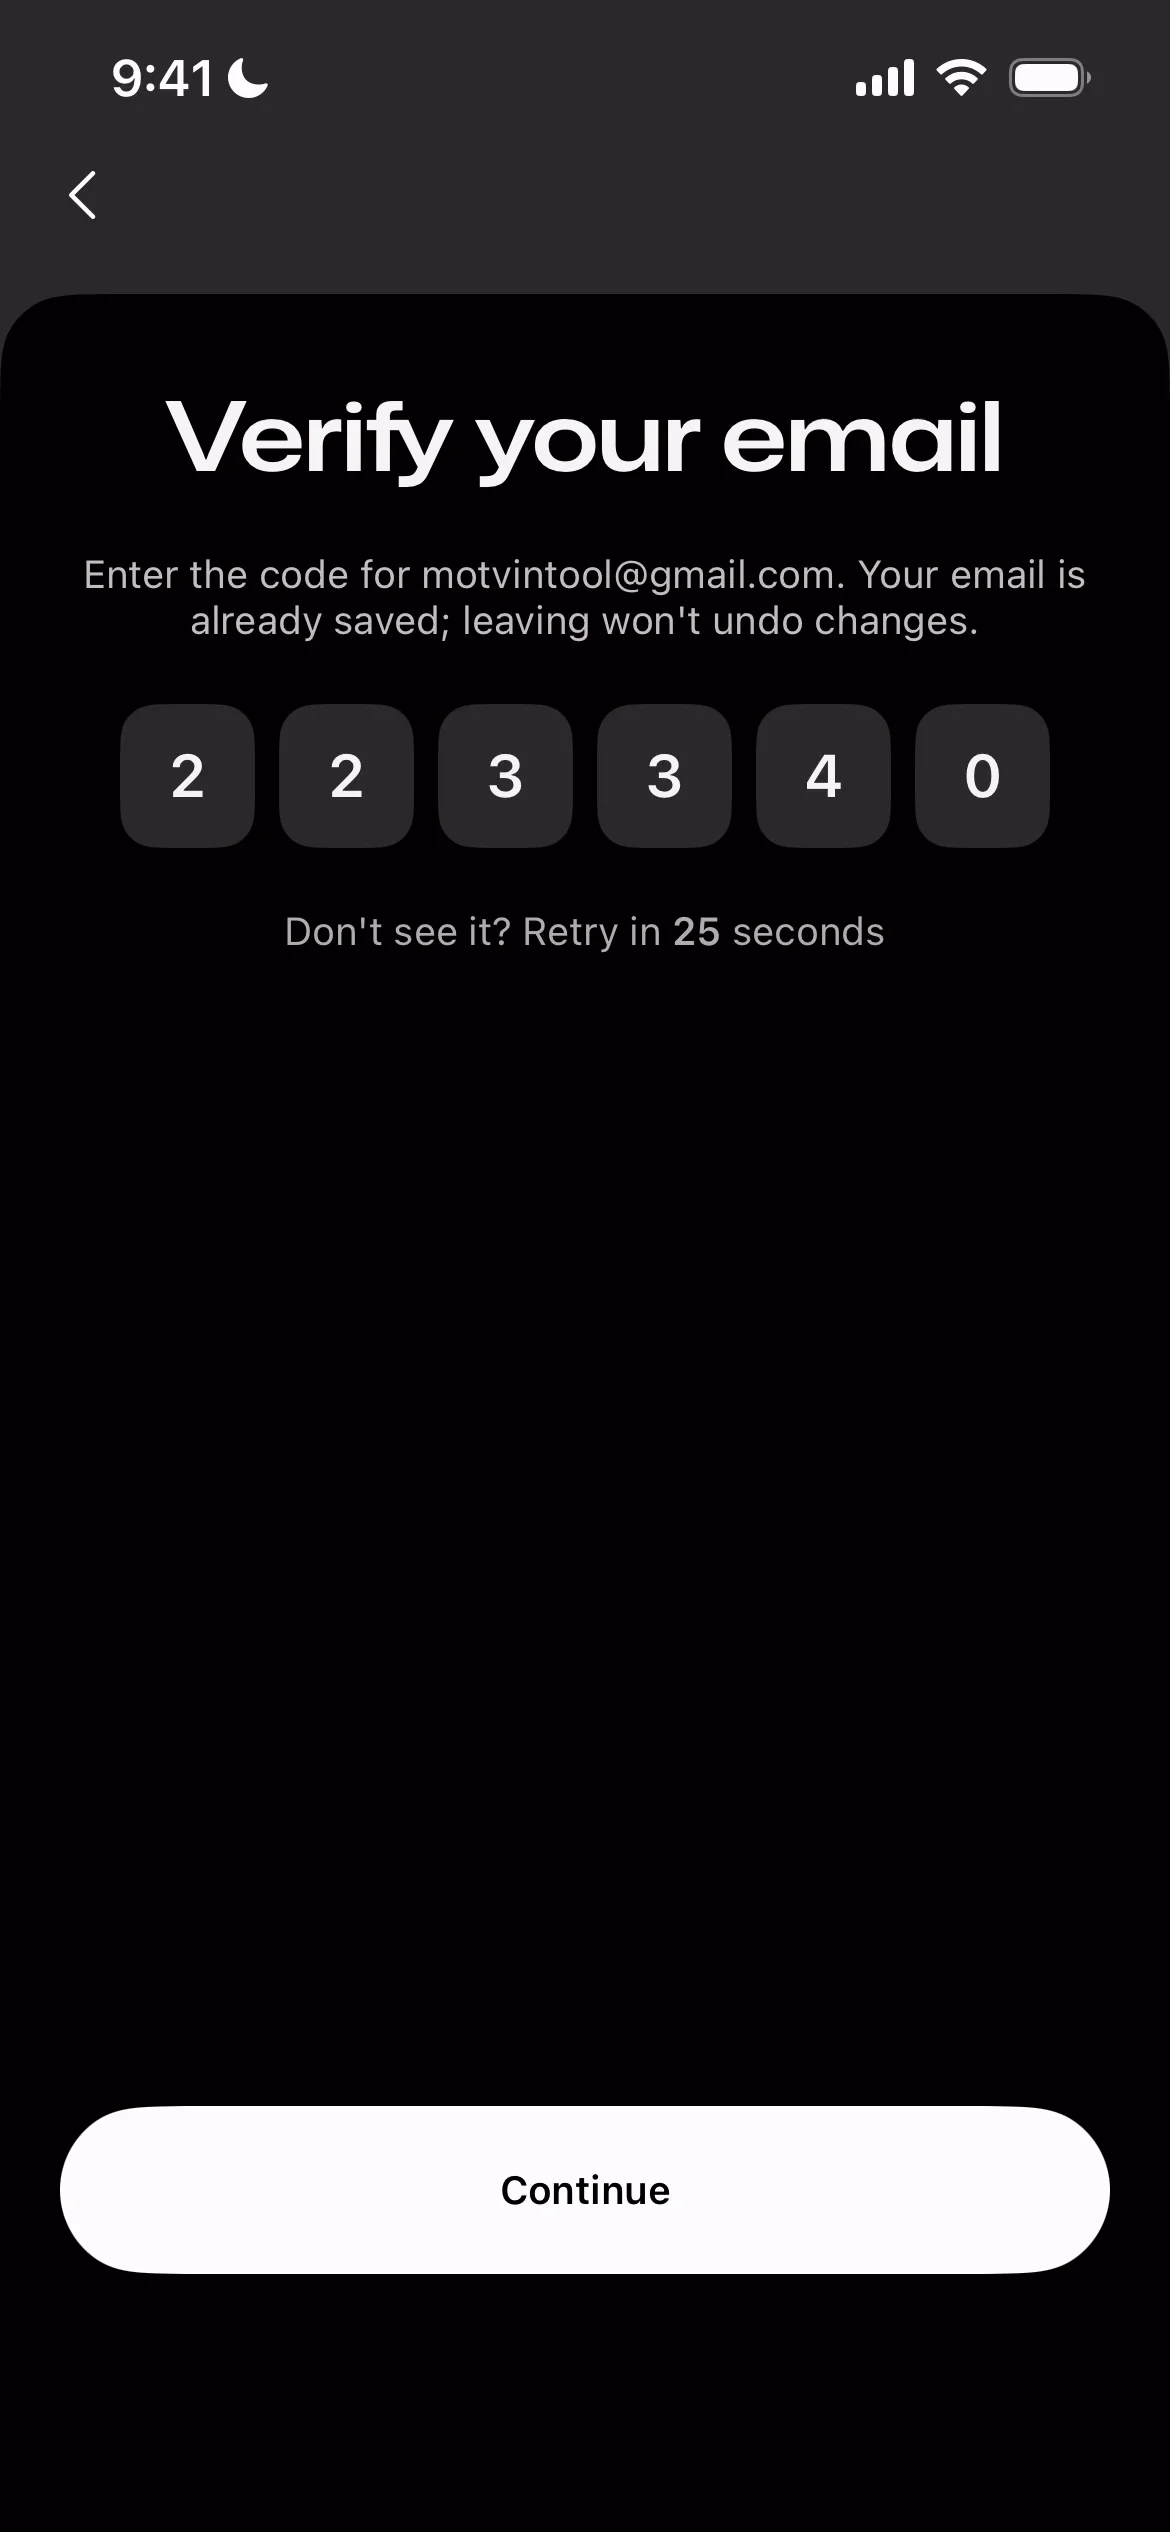 9:41
Verify your email
Enter the code for motvintool@gmail.com. Your email is
already saved; leaving won't undo changes.
2 2 3 3 4 0
Don't see it? Retry in 25 seconds
Continue